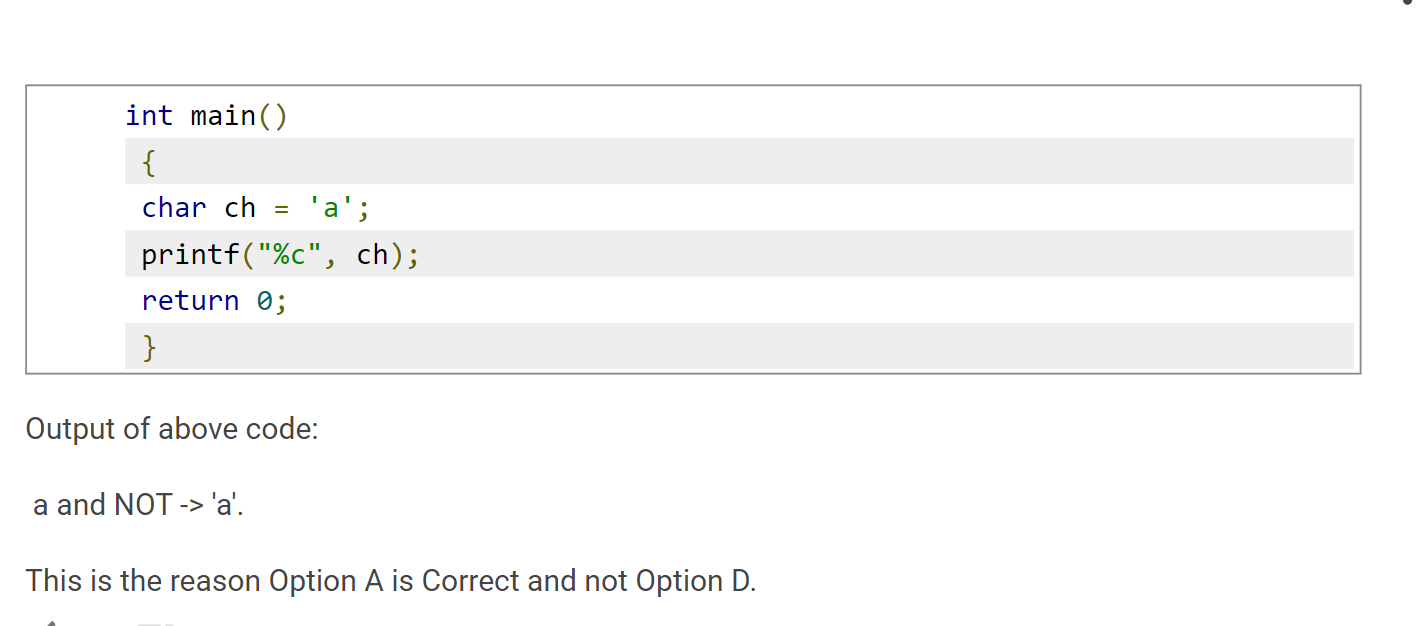 int main()
{
char ch = 'a';
printf("%c", ch);
return 0;
}
Output of above code:
a and NOT -> 'a'.
This is the reason Option A is Correct and not Option D.